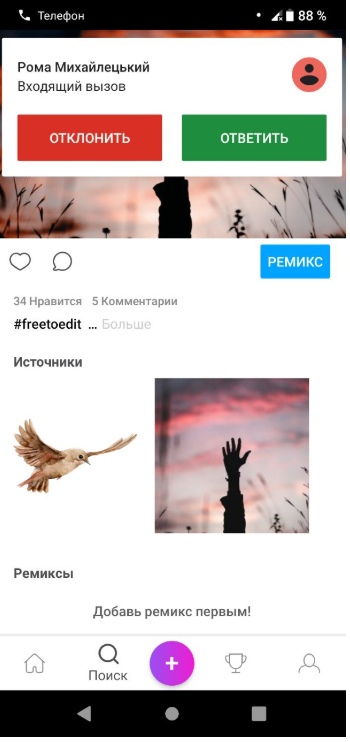 Телефон
88 %
Рома Михайлецький
Входящий вызов
ОТКЛОНИТЬ
ОТВЕТИТЬ
РЕМИКС
34 Нравится 5 Комментарии
#freetoedit ... Больше
Источники
Ремиксы
Добавь ремикс первым!
Поиск